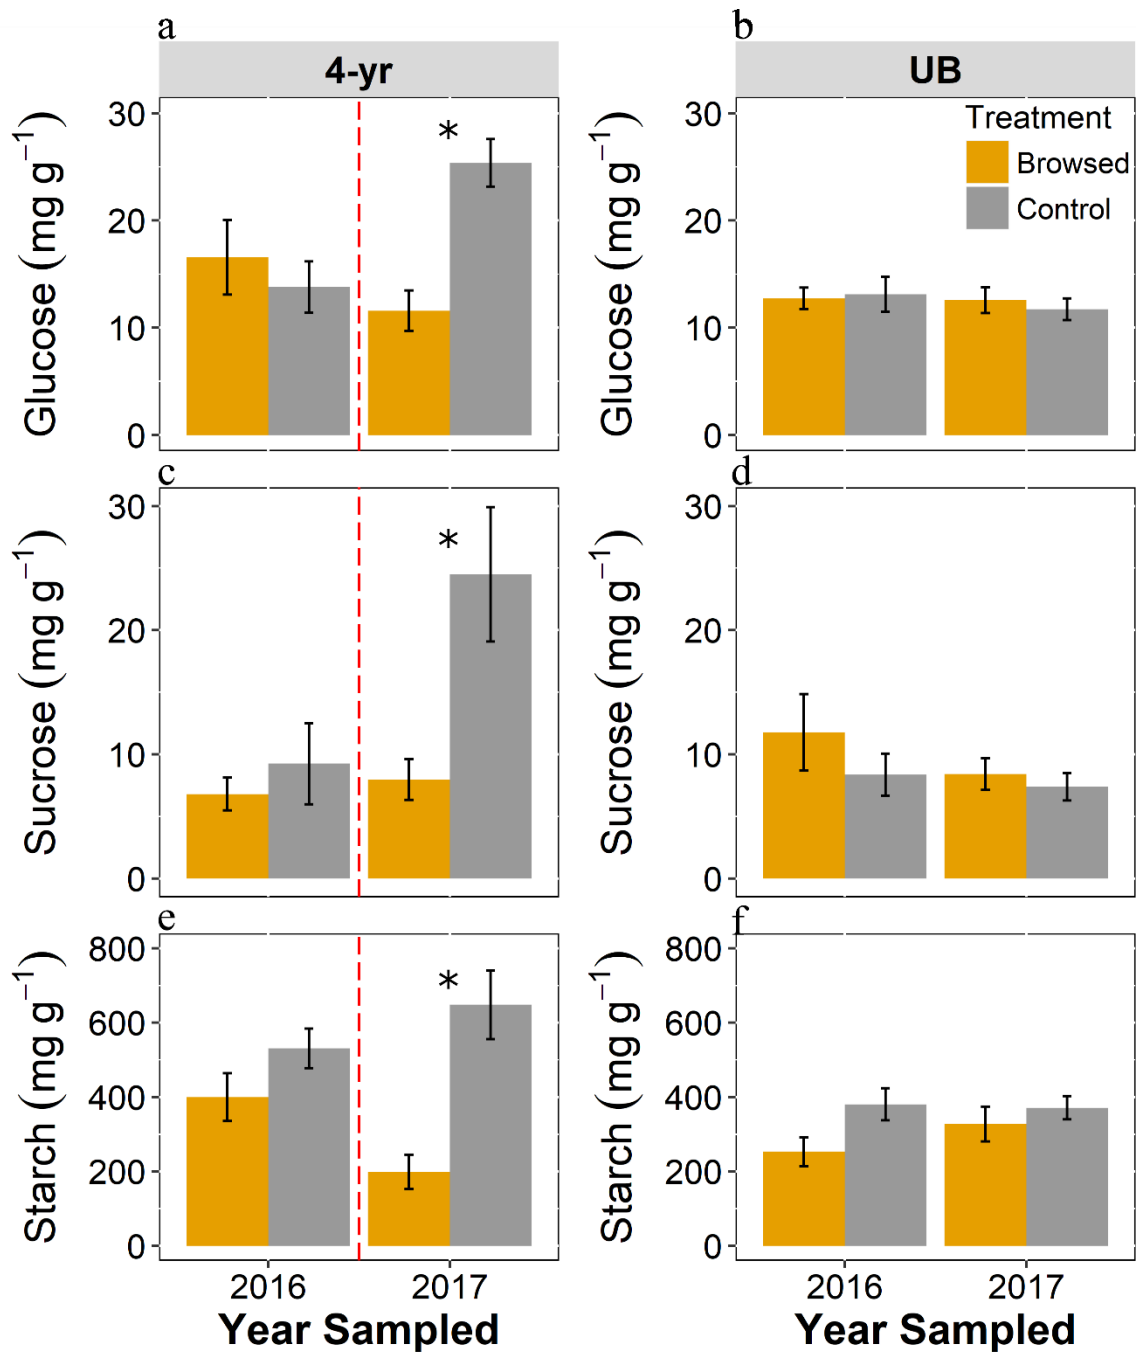 a
b
4-yr
UB
Glucose (mg g⁻¹)
30
20
10
0
*
Glucose (mg g⁻¹)
30
20
10
0
Treatment
Browsed
Control
c
d
Sucrose (mg g⁻¹)
30
20
10
0
*
Sucrose (mg g⁻¹)
30
20
10
0
e
f
Starch (mg g⁻¹)
800
600
400
200
0
*
Starch (mg g⁻¹)
800
600
400
200
0
2016 2017
2016 2017
Year Sampled
Year Sampled